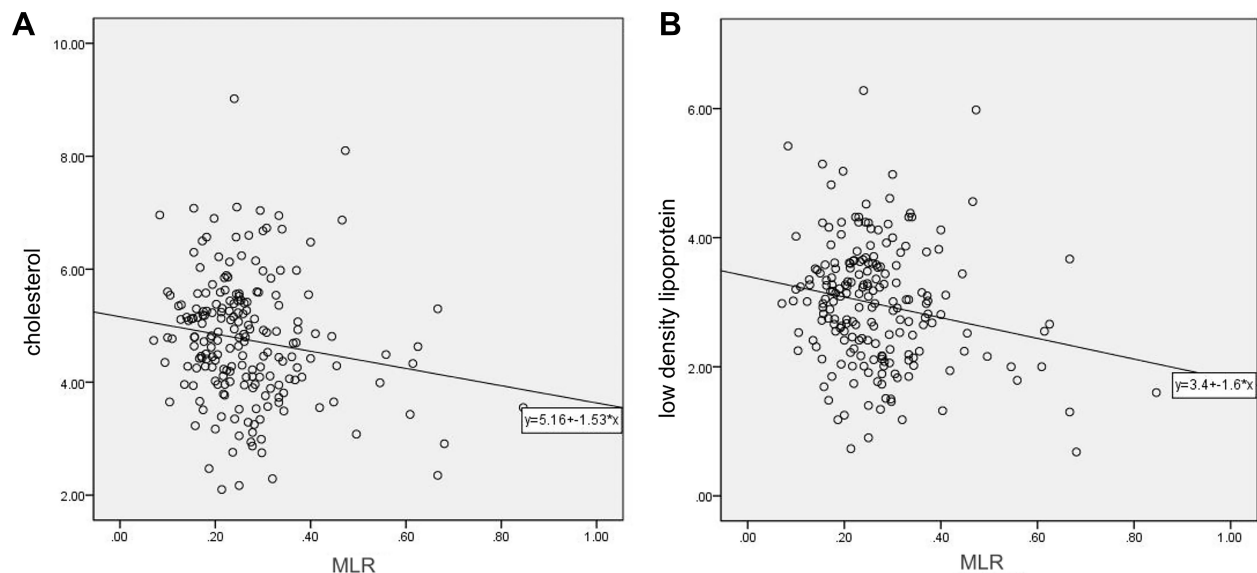 A
10.00
8.00
6.00
4.00
2.00
cholesterol
y=5.16+-1.53*x
.00 .20 .40 .60 .80 1.00
MLR
B
6.00
4.00
2.00
.00
low density lipoprotein
y=3.4+-1.6*x
.00 .20 .40 .60 .80 1.00
MLR